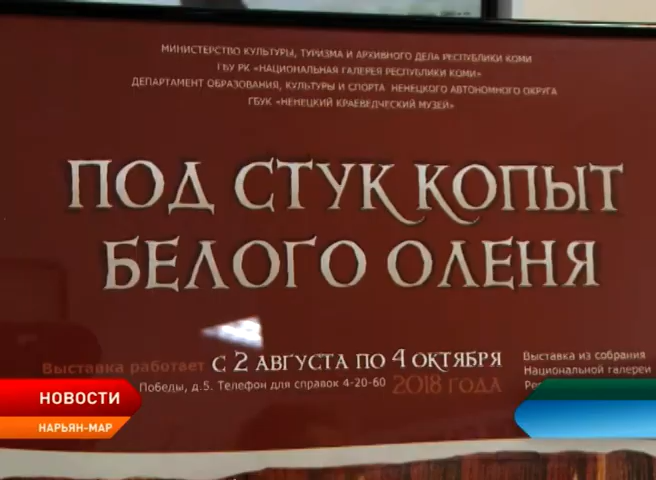 МИНИСТЕРСТВО КУЛЬТУРЫ, ТУРИЗМА И АРХИВНОГО ДЕЛА РЕСПУБЛИКИ КОМИ
ГБУ РК «НАЦИОНАЛЬНАЯ ГАЛЕРЕЯ РЕСПУБЛИКИ КОМИ»
ДЕПАРТАМЕНТ ОБРАЗОВАНИЯ, КУЛЬТУРЫ И СПОРТА НЕНЕЦКОГО АВТОНОМНОГО ОКРУГА
ГБУК «НЕНЕЦКИЙ КРАЕВЕДЧЕСКИЙ МУЗЕЙ»
ПОД СТУК КОПЫТ
БЕЛОГО ОЛЕНЯ
Выставка работает С 2 АВГУСТА ПО 4 ОКТЯБРЯ
2018 ГОДА
Победы, д.5. Телефон для справок 4-20-60
Выставка из собрания
Национальной галереи
НОВОСТИ
НАРЬЯН-МАР